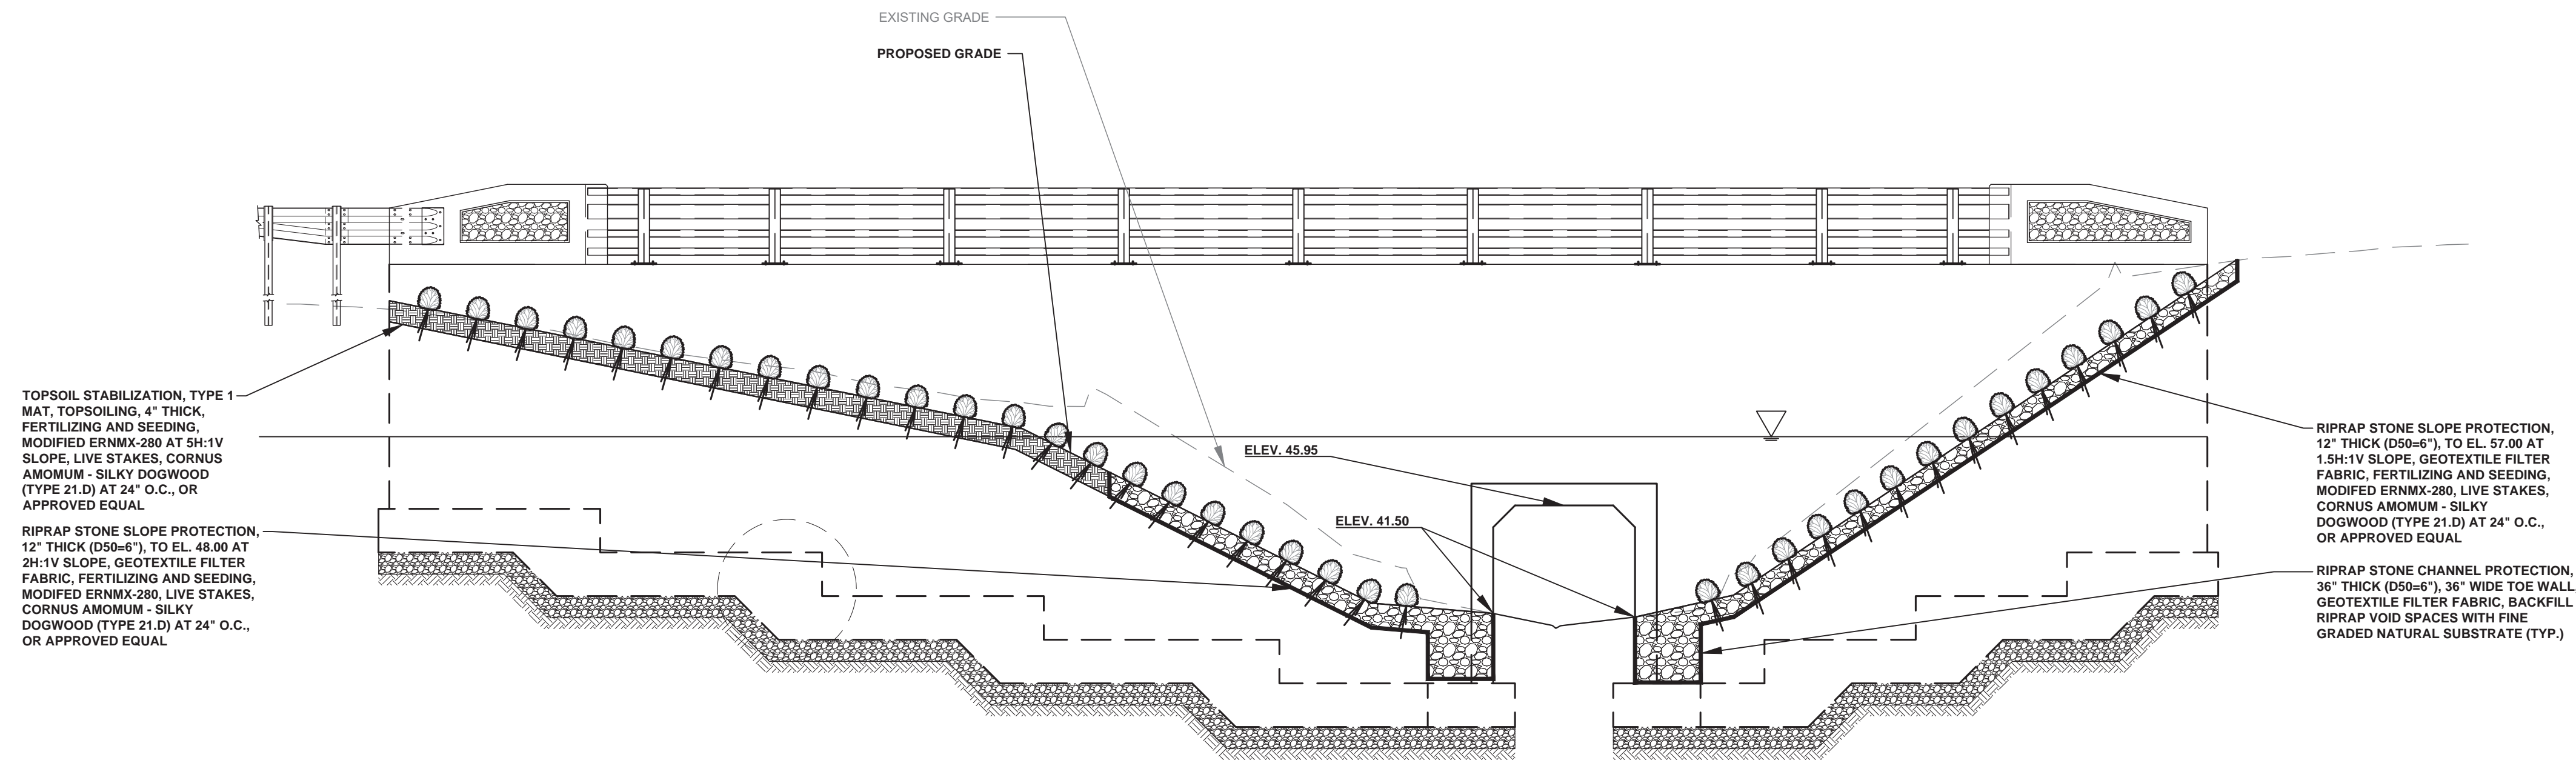 EXISTING GRADE
PROPOSED GRADE
TOPSOIL STABILIZATION, TYPE 1
MAT, TOPSOILING, 4" THICK,
FERTILIZING AND SEEDING,
MODIFIED ERNMX-280 AT 5H:1V
SLOPE, LIVE STAKES, CORNUS
AMOMUM - SILKY DOGWOOD
(TYPE 21.D) AT 24" O.C., OR
APPROVED EQUAL
RIPRAP STONE SLOPE PROTECTION,
12" THICK (D50=6"), TO EL. 48.00 AT
2H:1V SLOPE, GEOTEXTILE FILTER
FABRIC, FERTILIZING AND SEEDING,
MODIFED ERNMX-280, LIVE STAKES,
CORNUS AMOMUM - SILKY
DOGWOOD (TYPE 21.D) AT 24" O.C.,
OR APPROVED EQUAL
ELEV. 45.95
ELEV. 41.50
RIPRAP STONE SLOPE PROTECTION,
12" THICK (D50=6"), TO EL. 57.00 AT
1.5H:1V SLOPE, GEOTEXTILE FILTER
FABRIC, FERTILIZING AND SEEDING,
MODIFED ERNMX-280, LIVE STAKES,
CORNUS AMOMUM - SILKY
DOGWOOD (TYPE 21.D) AT 24" O.C.,
OR APPROVED EQUAL
RIPRAP STONE CHANNEL PROTECTION,
36" THICK (D50=6"), 36" WIDE TOE WALL
GEOTEXTILE FILTER FABRIC, BACKFILL
RIPRAP VOID SPACES WITH FINE
GRADED NATURAL SUBSTRATE (TYP.)